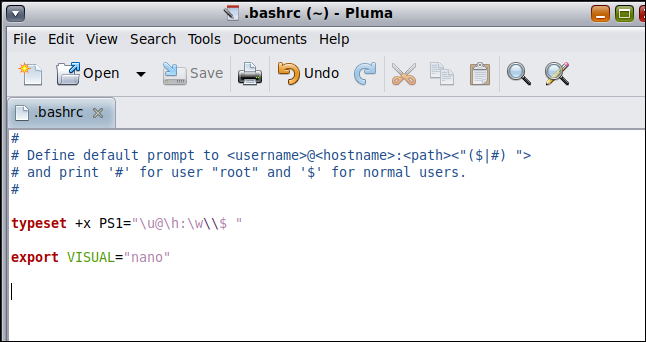 .bashrc (~) - Pluma
File Edit View Search Tools Documents Help
Open Save Undo
.bashrc
#
# Define default prompt to <username>@<hostname>:<path><"($|#) ">
# and print '#' for user "root" and '$' for normal users.
#
typeset +x PS1="\u@\h:\w\\$ "
export VISUAL="nano"